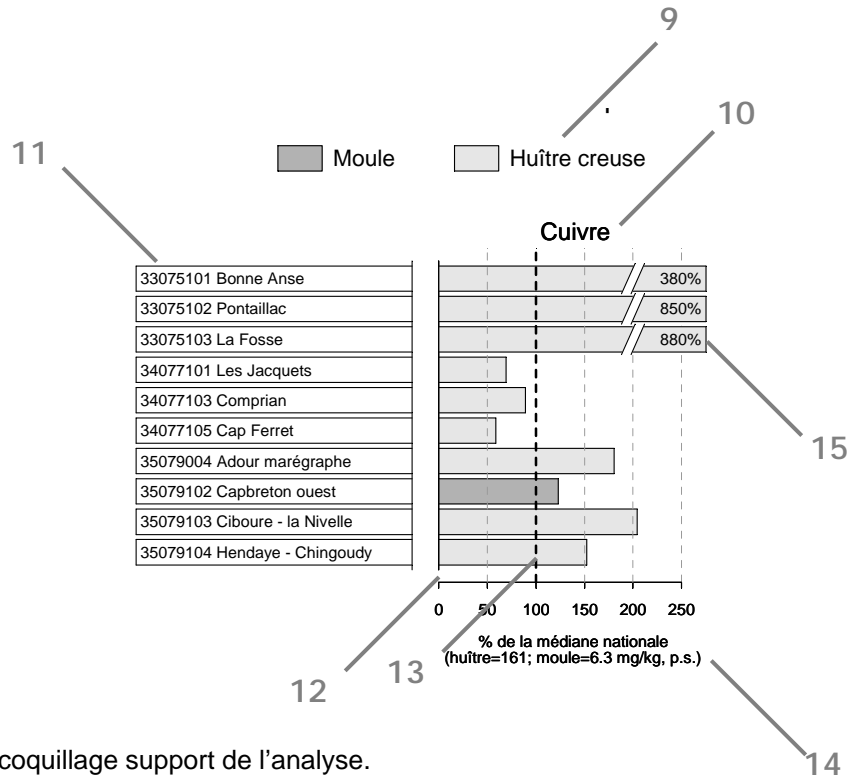 9
10
11
Moule
Huître creuse
Cuivre
33075101 Bonne Anse
380%
33075102 Pontaillac
850%
33075103 La Fosse
880%
34077101 Les Jacquets
34077103 Comprian
34077105 Cap Ferret
15
35079004 Adour marégraphe
35079102 Capbreton ouest
35079103 Ciboure - la Nivelle
35079104 Hendaye - Chingoudy
0 50 100 150 200 250
% de la médiane nationale
(huître=161; moule=6.3 mg/kg, p.s.)
13
12
14
coquillage support de l’analyse.